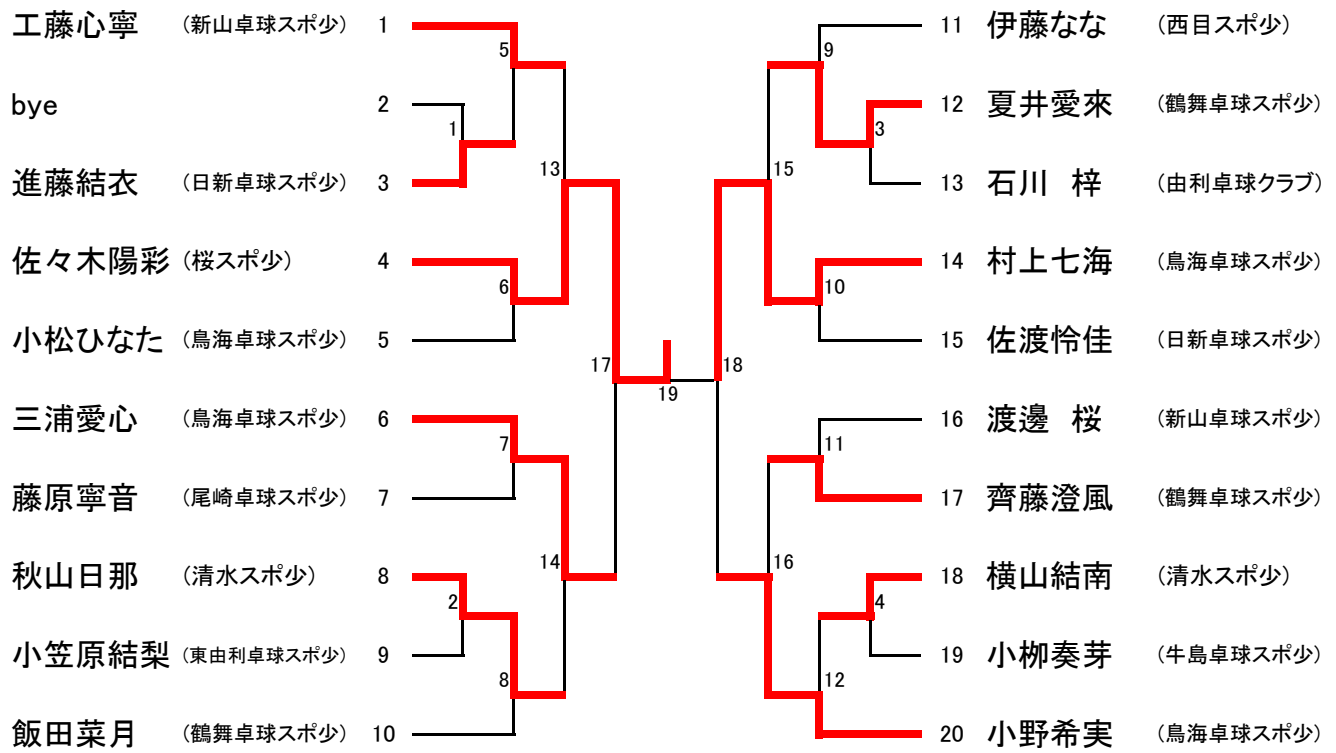 工藤心寧 (新山卓球スポ少) 1
bye 2
進藤結衣 (日新卓球スポ少) 3
佐々木陽彩 (桜スポ少) 4
小松ひなた (鳥海卓球スポ少) 5
三浦愛心 (鳥海卓球スポ少) 6
藤原寧音 (尾崎卓球スポ少) 7
秋山日那 (清水スポ少) 8
小笠原結梨 (東由利卓球スポ少) 9
飯田菜月 (鶴舞卓球スポ少) 10
5
1
13
6
17
7
14
2
8
19
9
3
15
10
18
11
16
4
12
11 伊藤なな (西目スポ少)
12 夏井愛來 (鶴舞卓球スポ少)
13 石川 梓 (由利卓球クラブ)
14 村上七海 (鳥海卓球スポ少)
15 佐渡怜佳 (日新卓球スポ少)
16 渡邊 桜 (新山卓球スポ少)
17 齊藤澄風 (鶴舞卓球スポ少)
18 横山結南 (清水スポ少)
19 小栁奏芽 (牛島卓球スポ少)
20 小野希実 (鳥海卓球スポ少)